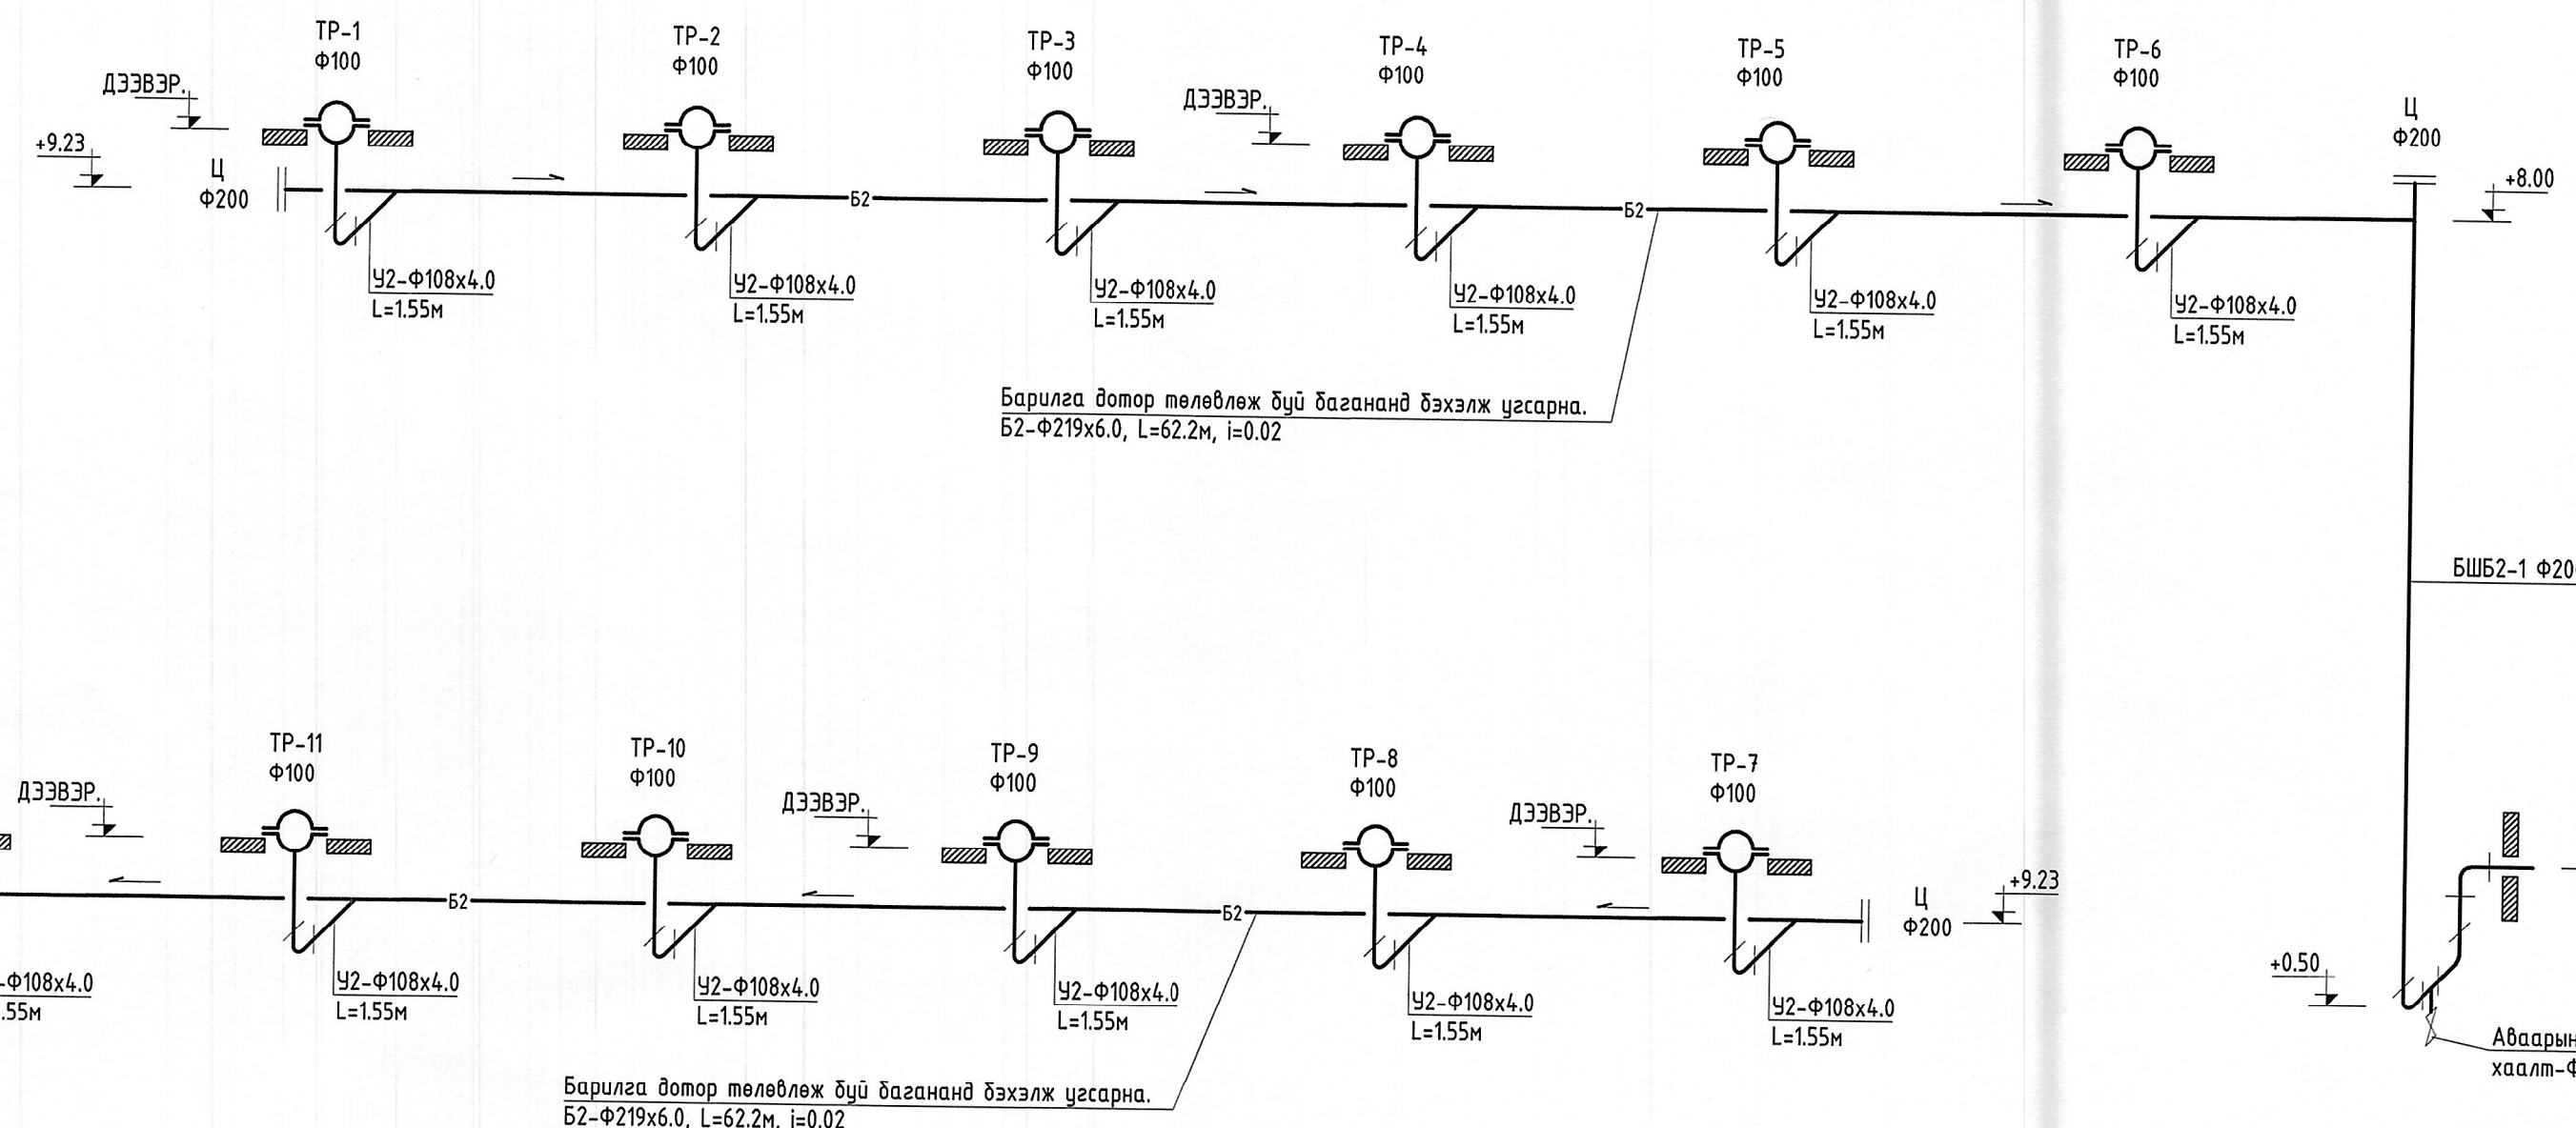 ТР-1
Ф100
ТР-2
Ф100
ТР-3
Ф100
ТР-4
Ф100
ТР-5
Ф100
ТР-6
Ф100
ДЭЭВЭР.
ДЭЭВЭР.
+9.23
Ц
Ф200
Ц
Ф200
+8.00
Б2
Б2
У2-Ф108х4.0
L=1.55м
У2-Ф108х4.0
L=1.55м
У2-Ф108х4.0
L=1.55м
У2-Ф108х4.0
L=1.55м
У2-Ф108х4.0
L=1.55м
У2-Ф108х4.0
L=1.55м
Барилга дотор төлөвлөж буй багананд бэхэлж угсарна.
Б2-Ф219х6.0, L=62.2м, i=0.02
БШБ2-1 Ф20
ТР-11
Ф100
ТР-10
Ф100
ТР-9
Ф100
ТР-8
Ф100
ТР-7
Ф100
ДЭЭВЭР.
ДЭЭВЭР.
ДЭЭВЭР.
Б2
Б2
Ц
Ф200
+9.23
-Ф108х4.0
.55м
У2-Ф108х4.0
L=1.55м
У2-Ф108х4.0
L=1.55м
У2-Ф108х4.0
L=1.55м
У2-Ф108х4.0
L=1.55м
У2-Ф108х4.0
L=1.55м
+0.50
Аваарын
хаалт-Ф
Барилга дотор төлөвлөж буй багананд бэхэлж угсарна.
Б2-Ф219х6.0, L=62.2м, i=0.02